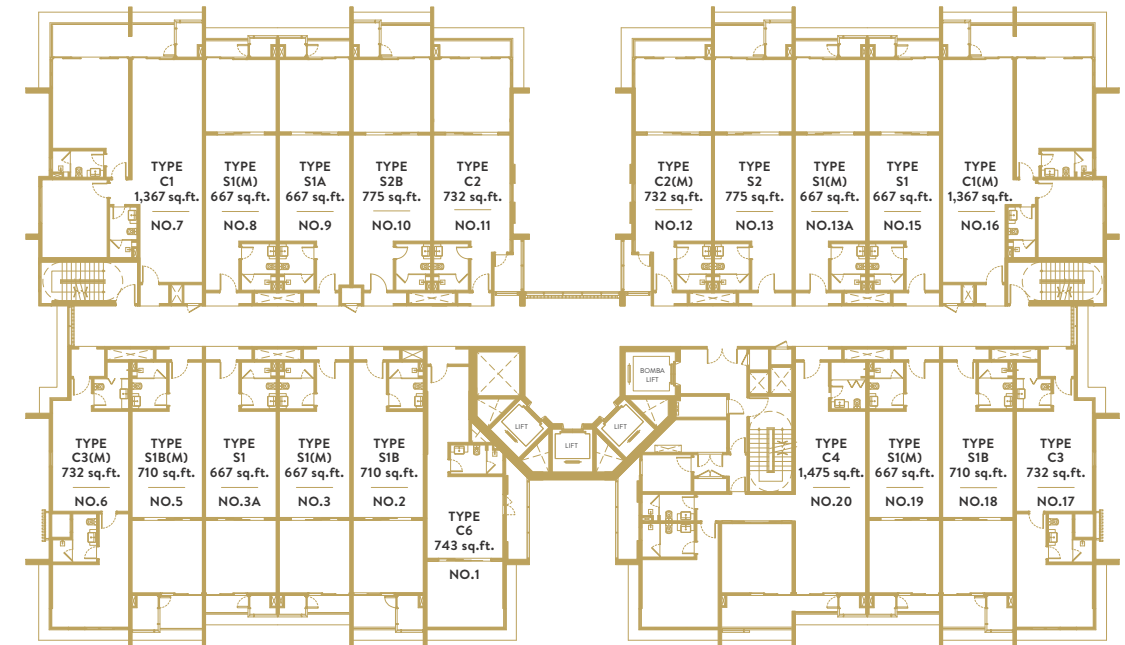 TYPE
C1
1,367 sq.ft.
NO.7
TYPE
S1(M)
667 sq.ft.
NO.8
TYPE
S1A
667 sq.ft.
NO.9
TYPE
S2B
775 sq.ft.
NO.10
TYPE
C2
732 sq.ft.
NO.11
TYPE
C2(M)
732 sq.ft.
NO.12
TYPE
S2
775 sq.ft.
NO.13
TYPE
S1(M)
667 sq.ft.
NO.13A
TYPE
S1
667 sq.ft.
NO.15
TYPE
C1(M)
1,367 sq.ft.
NO.16
BOMBA
LIFT
LIFT
LIFT
LIFT
TYPE
C3(M)
732 sq.ft.
NO.6
TYPE
S1B(M)
710 sq.ft.
NO.5
TYPE
S1
667 sq.ft.
NO.3A
TYPE
S1(M)
667 sq.ft.
NO.3
TYPE
S1B
710 sq.ft.
NO.2
TYPE
C6
743 sq.ft.
NO.1
TYPE
C4
1,475 sq.ft.
NO.20
TYPE
S1(M)
667 sq.ft.
NO.19
TYPE
S1B
710 sq.ft.
NO.18
TYPE
C3
732 sq.ft.
NO.17